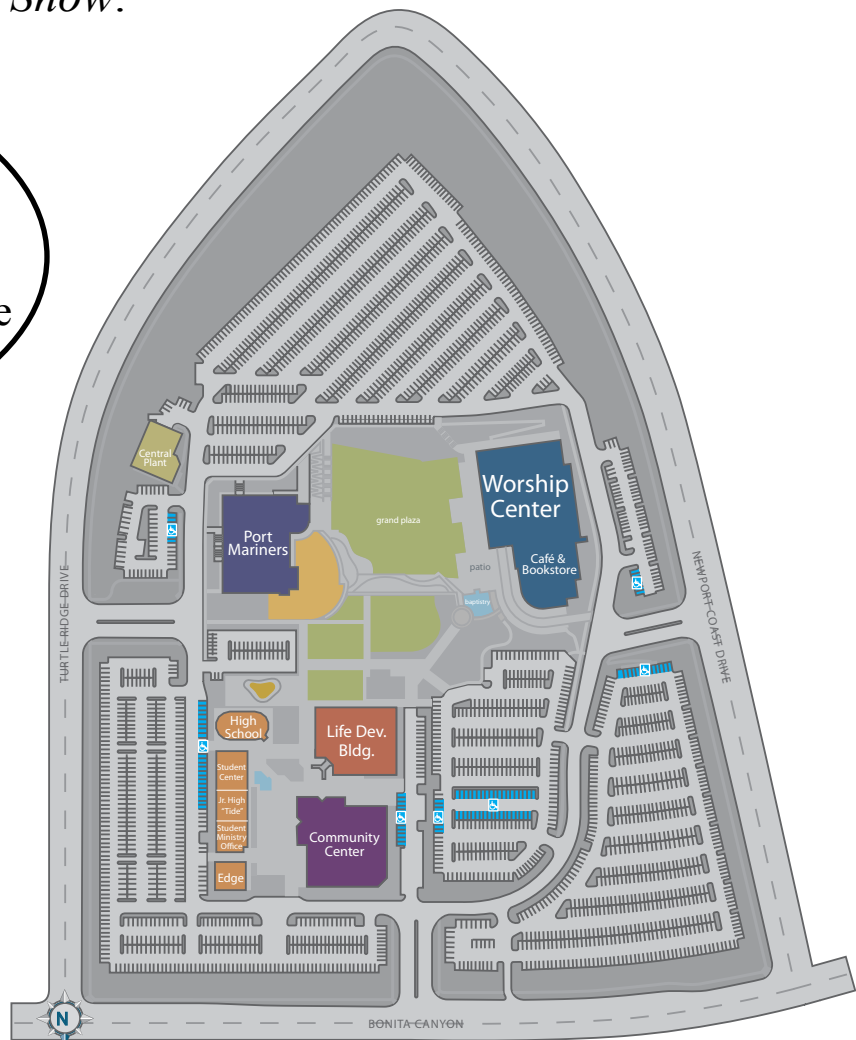 Show.
e
Central
Plant
Worship
Center
grand plaza
Port
Mariners
Café &
Bookstore
patio
baptistry
TURTLE RIDGE DRIVE
NEWPORT COAST DRIVE
High
School
Life Dev.
Bldg.
Student
Center
Jr. High
"Tide"
Student
Ministry
Office
Community
Center
Edge
N
BONITA CANYON